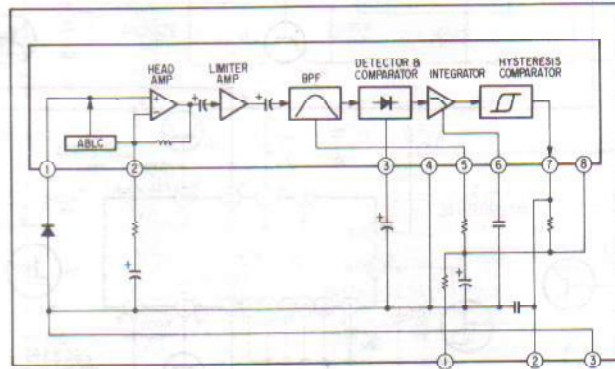 HEAD AMP
LIMITER AMP
BPF
DETECTOR & COMPARATOR
INTEGRATOR
HYSTERESIS COMPARATOR
+
+
+
-
ABLC
1
2
3
4
5
6
7
8
+
+
+
1
2
3